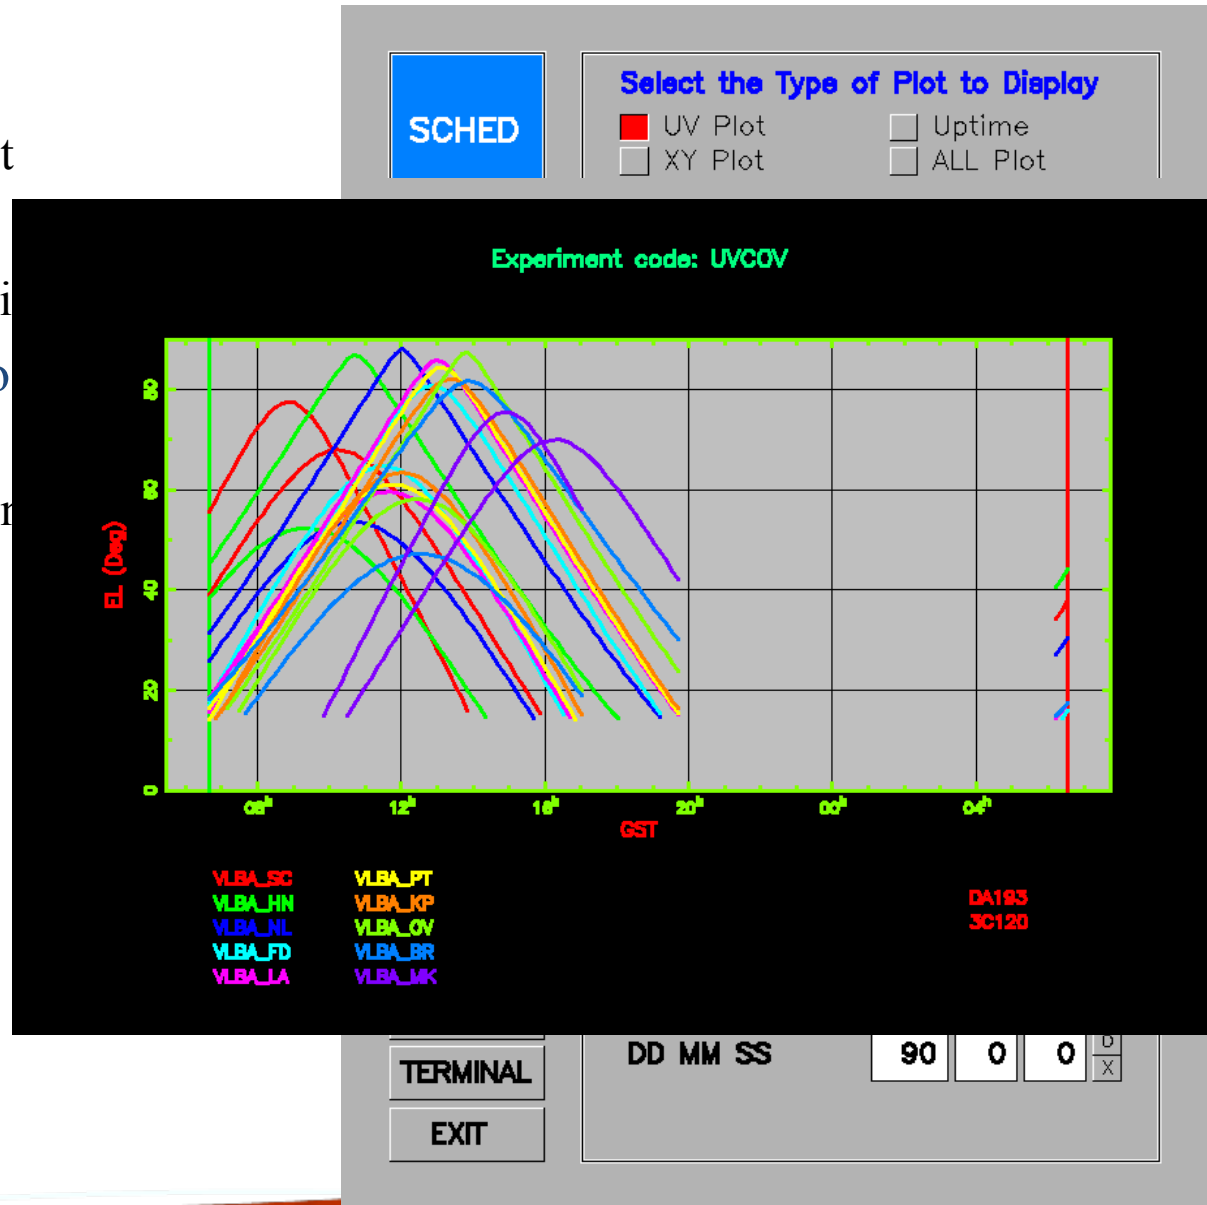 Select the Type of Plot to Display
SCHED
UV Plot
Uptime
XY Plot
ALL Plot
t
Experiment code: UVCOV
i
o
80
60
EL (Deg)
40
20
0
08h 12h 16h 20h 00h 04h
GST
VLBA_SC VLBA_PT
VLBA_HN VLBA_KP
VLBA_NL VLBA_OV
VLBA_FD VLBA_BR
VLBA_LA VLBA_MK
DA193
3C120
DD MM SS 90 0 0
X
TERMINAL
EXIT